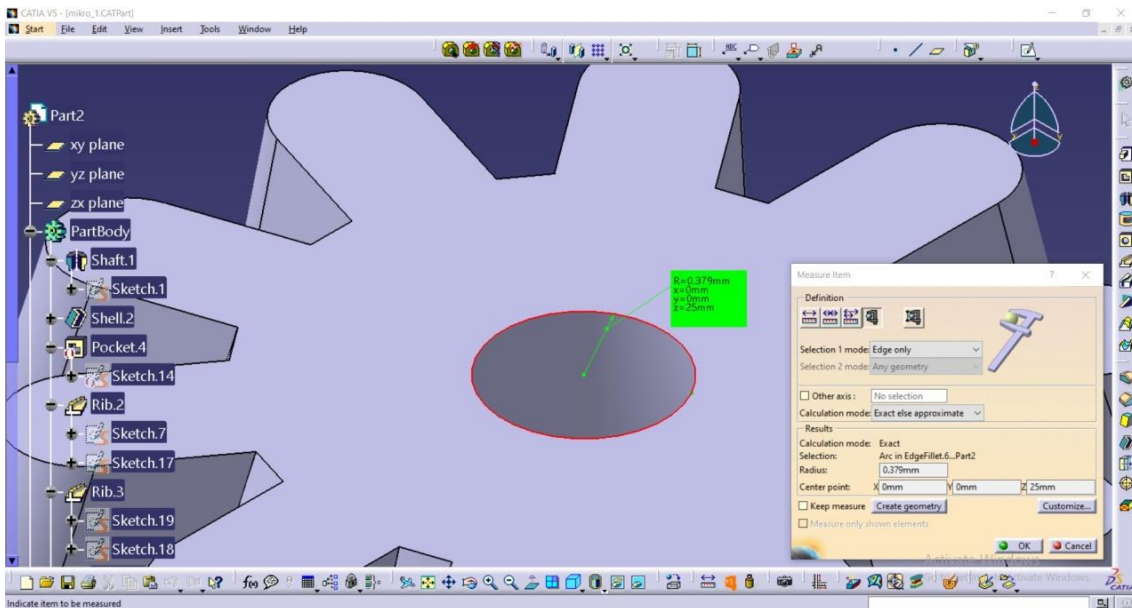 CATIA V5 - [mikro_1.CATPart]
Start File Edit View Insert Tools Window Help
Part2
xy plane
yz plane
zx plane
PartBody
Shaft.1
Sketch.1
Shell.2
Pocket.4
Sketch.14
Rib.2
Sketch.7
Sketch.17
Rib.3
Sketch.19
Sketch.18
R=0.379mm
x=0mm
y=0mm
z=25mm
Measure Item
Definition
Selection 1 mode: Edge only
Selection 2 mode: Any geometry
Other axis : No selection
Calculation mode: Exact else approximate
Results
Calculation mode: Exact
Selection: Arc in EdgeFillet.6...Part2
Radius: 0.379mm
Center point: X 0mm Y 0mm Z 25mm
Keep measure Create geometry Customize...
Measure only shown elements
OK Cancel
Activate Windows
CATIA
Indicate item to be measured